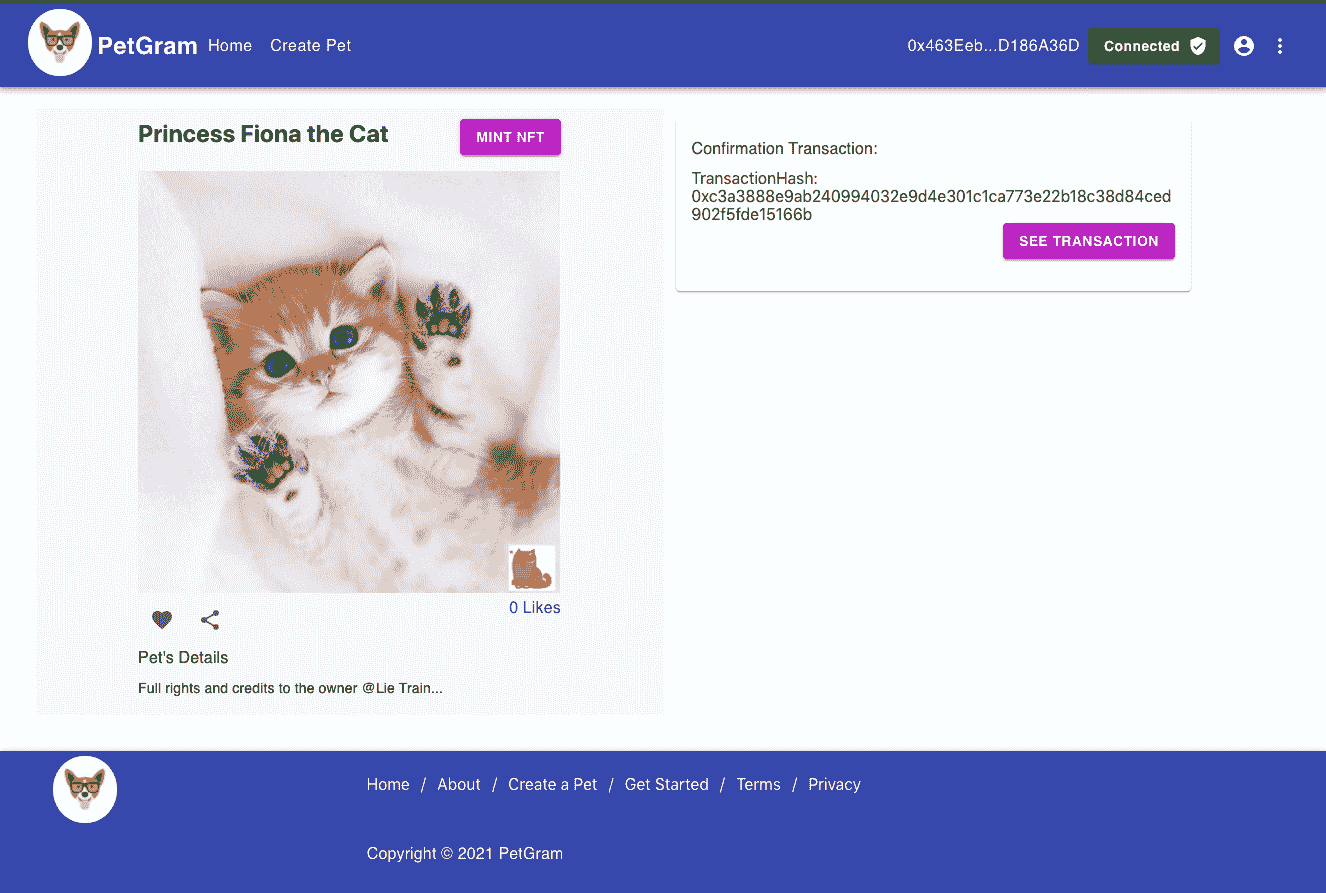 PetGram
Home
Create Pet
0x463Eeb...D186A36D
Connected
Princess Fiona the Cat
MINT NFT
0 Likes
Pet's Details
Full rights and credits to the owner @Lie Train...
Confirmation Transaction:
TransactionHash:
0xc3a3888e9ab240994032e9d4e301c1ca773e22b18c38d84ced
902f5fde15166b
SEE TRANSACTION
Home / About / Create a Pet / Get Started / Terms / Privacy
Copyright © 2021 PetGram